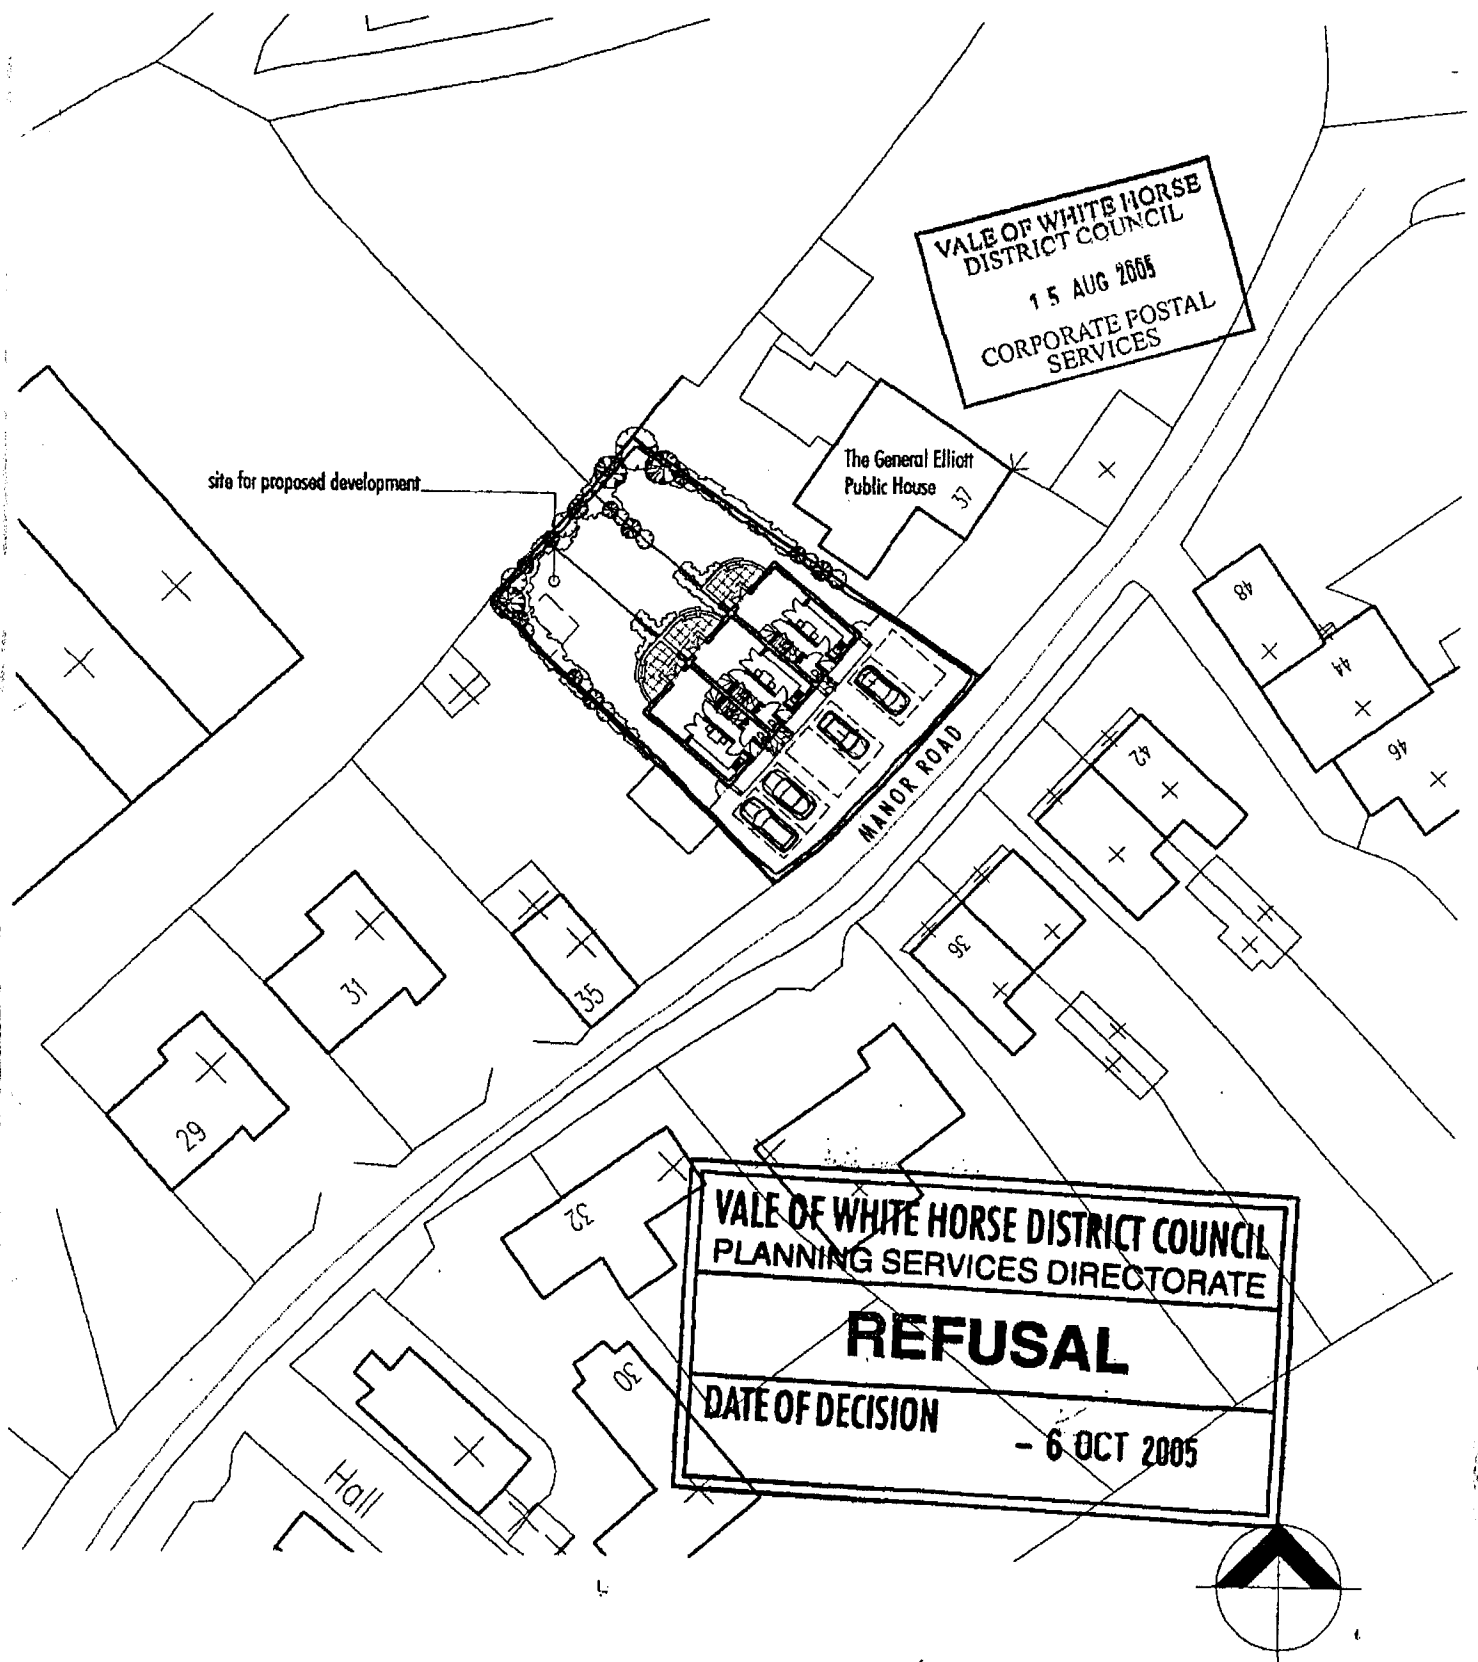 VALE OF WHITE HORSE
DISTRICT COUNCIL
15 AUG 2005
CORPORATE POSTAL
SERVICES
site for proposed development
The General Elliott
Public House
37
MANOR ROAD
48
44
46
42
36
35
31
29
32
30
Hall
VALE OF WHITE HORSE DISTRICT COUNCIL
PLANNING SERVICES DIRECTORATE
REFUSAL
DATE OF DECISION
- 6 OCT 2005